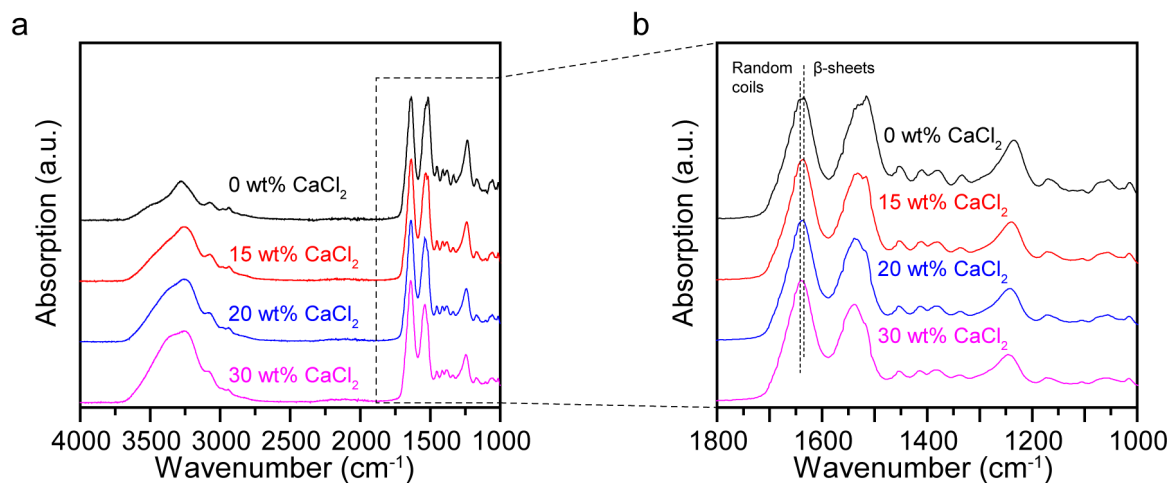 a
Absorption (a.u.)
0 wt% CaCl₂
15 wt% CaCl₂
20 wt% CaCl₂
30 wt% CaCl₂
4000 3500 3000 2500 2000 1500 1000
Wavenumber (cm⁻¹)
b
Absorption (a.u.)
Random
coils
β-sheets
0 wt% CaCl₂
15 wt% CaCl₂
20 wt% CaCl₂
30 wt% CaCl₂
1800 1600 1400 1200 1000
Wavenumber (cm⁻¹)